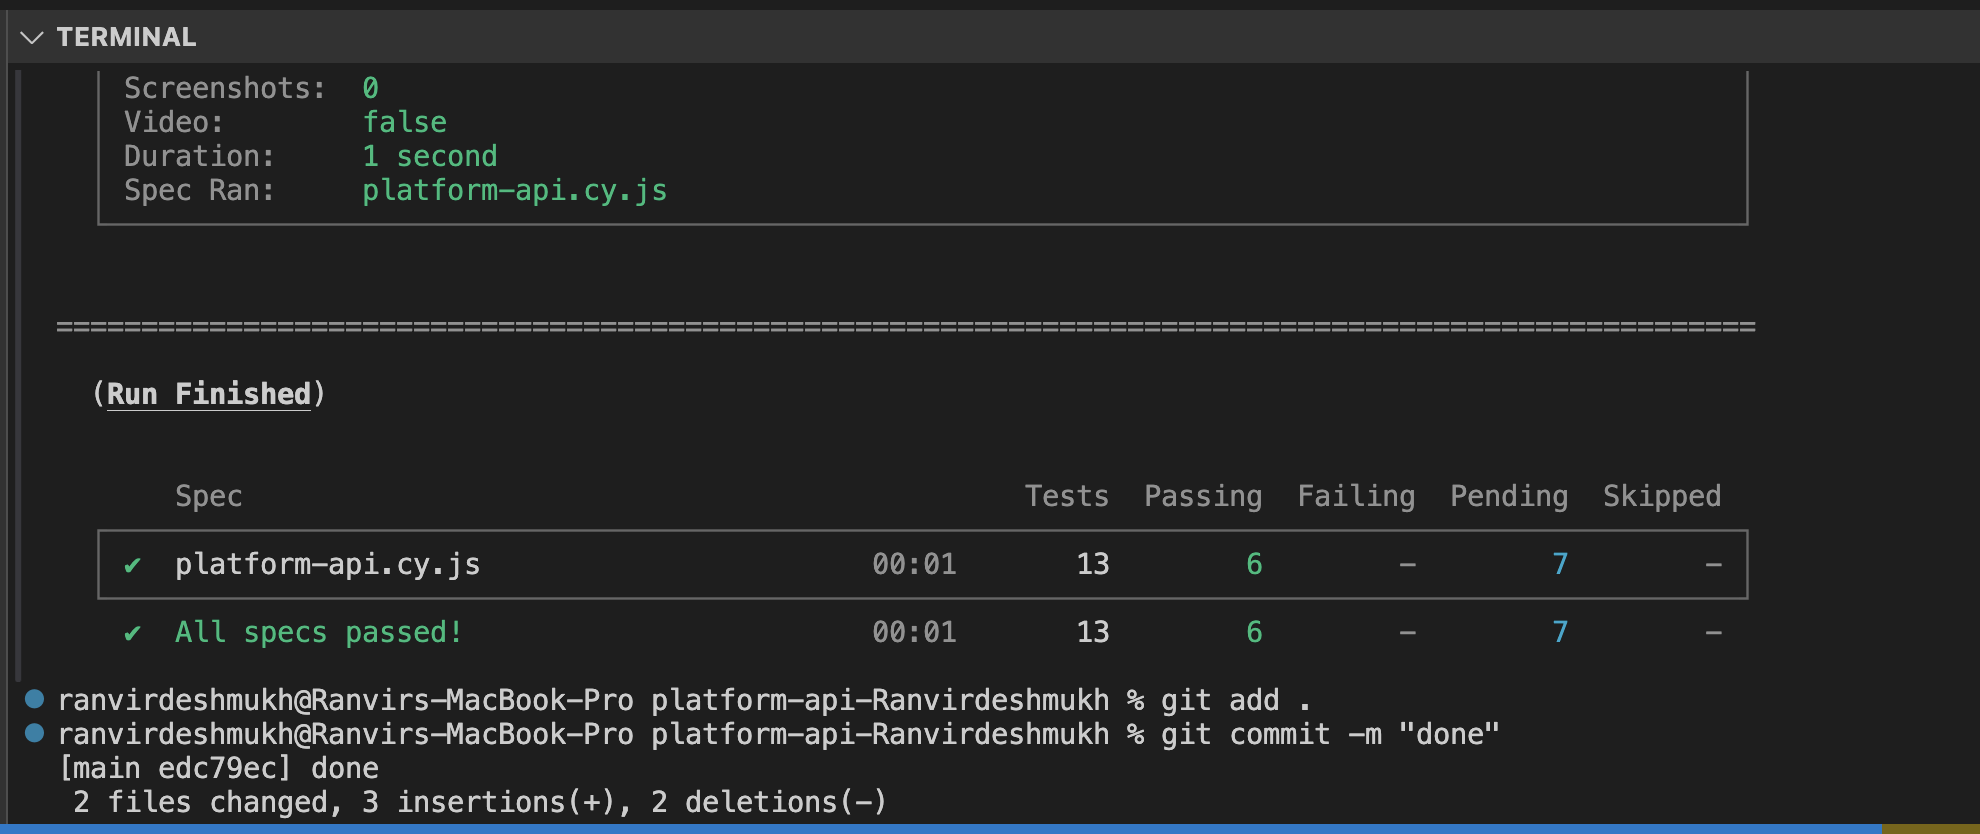 TERMINAL
Screenshots: 0
Video: false
Duration: 1 second
Spec Ran: platform-api.cy.js
====================================================================================================
(Run Finished)
Spec Tests Passing Failing Pending Skipped
✔ platform-api.cy.js 00:01 13 6 - 7 -
✔ All specs passed! 00:01 13 6 - 7 -
ranvirdeshmukh@Ranvirs-MacBook-Pro platform-api-Ranvirdeshmukh % git add .
ranvirdeshmukh@Ranvirs-MacBook-Pro platform-api-Ranvirdeshmukh % git commit -m "done"
[main edc79ec] done
2 files changed, 3 insertions(+), 2 deletions(-)